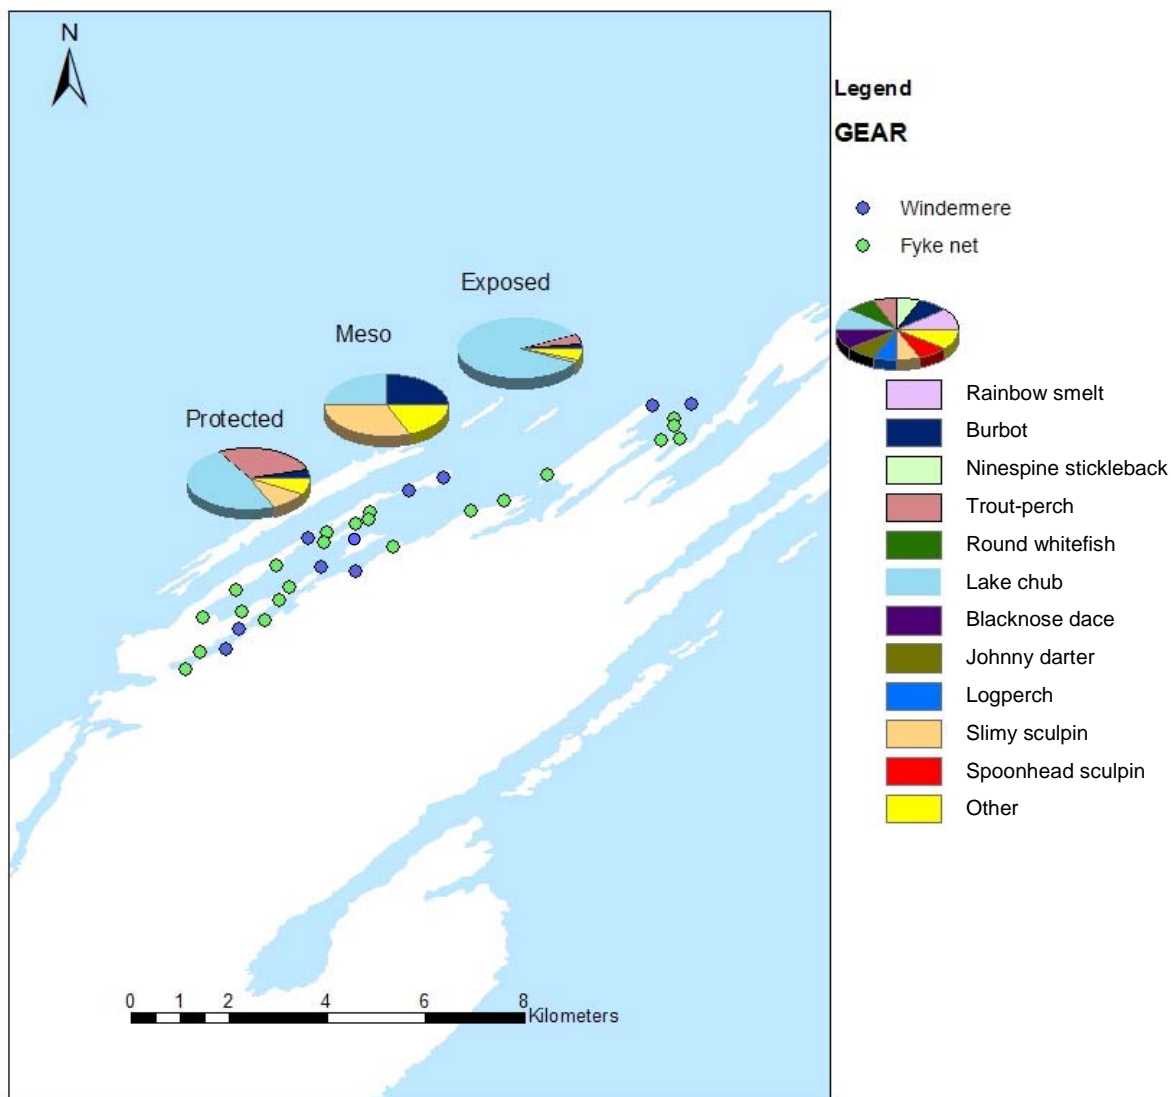 N
Legend
GEAR
Windermere
Fyke net
Exposed
Meso
Protected
Rainbow smelt
Burbot
Ninespine stickleback
Trout-perch
Round whitefish
Lake chub
Blacknose dace
Johnny darter
Logperch
Slimy sculpin
Spoonhead sculpin
Other
0 1 2 4 6 8
Kilometers